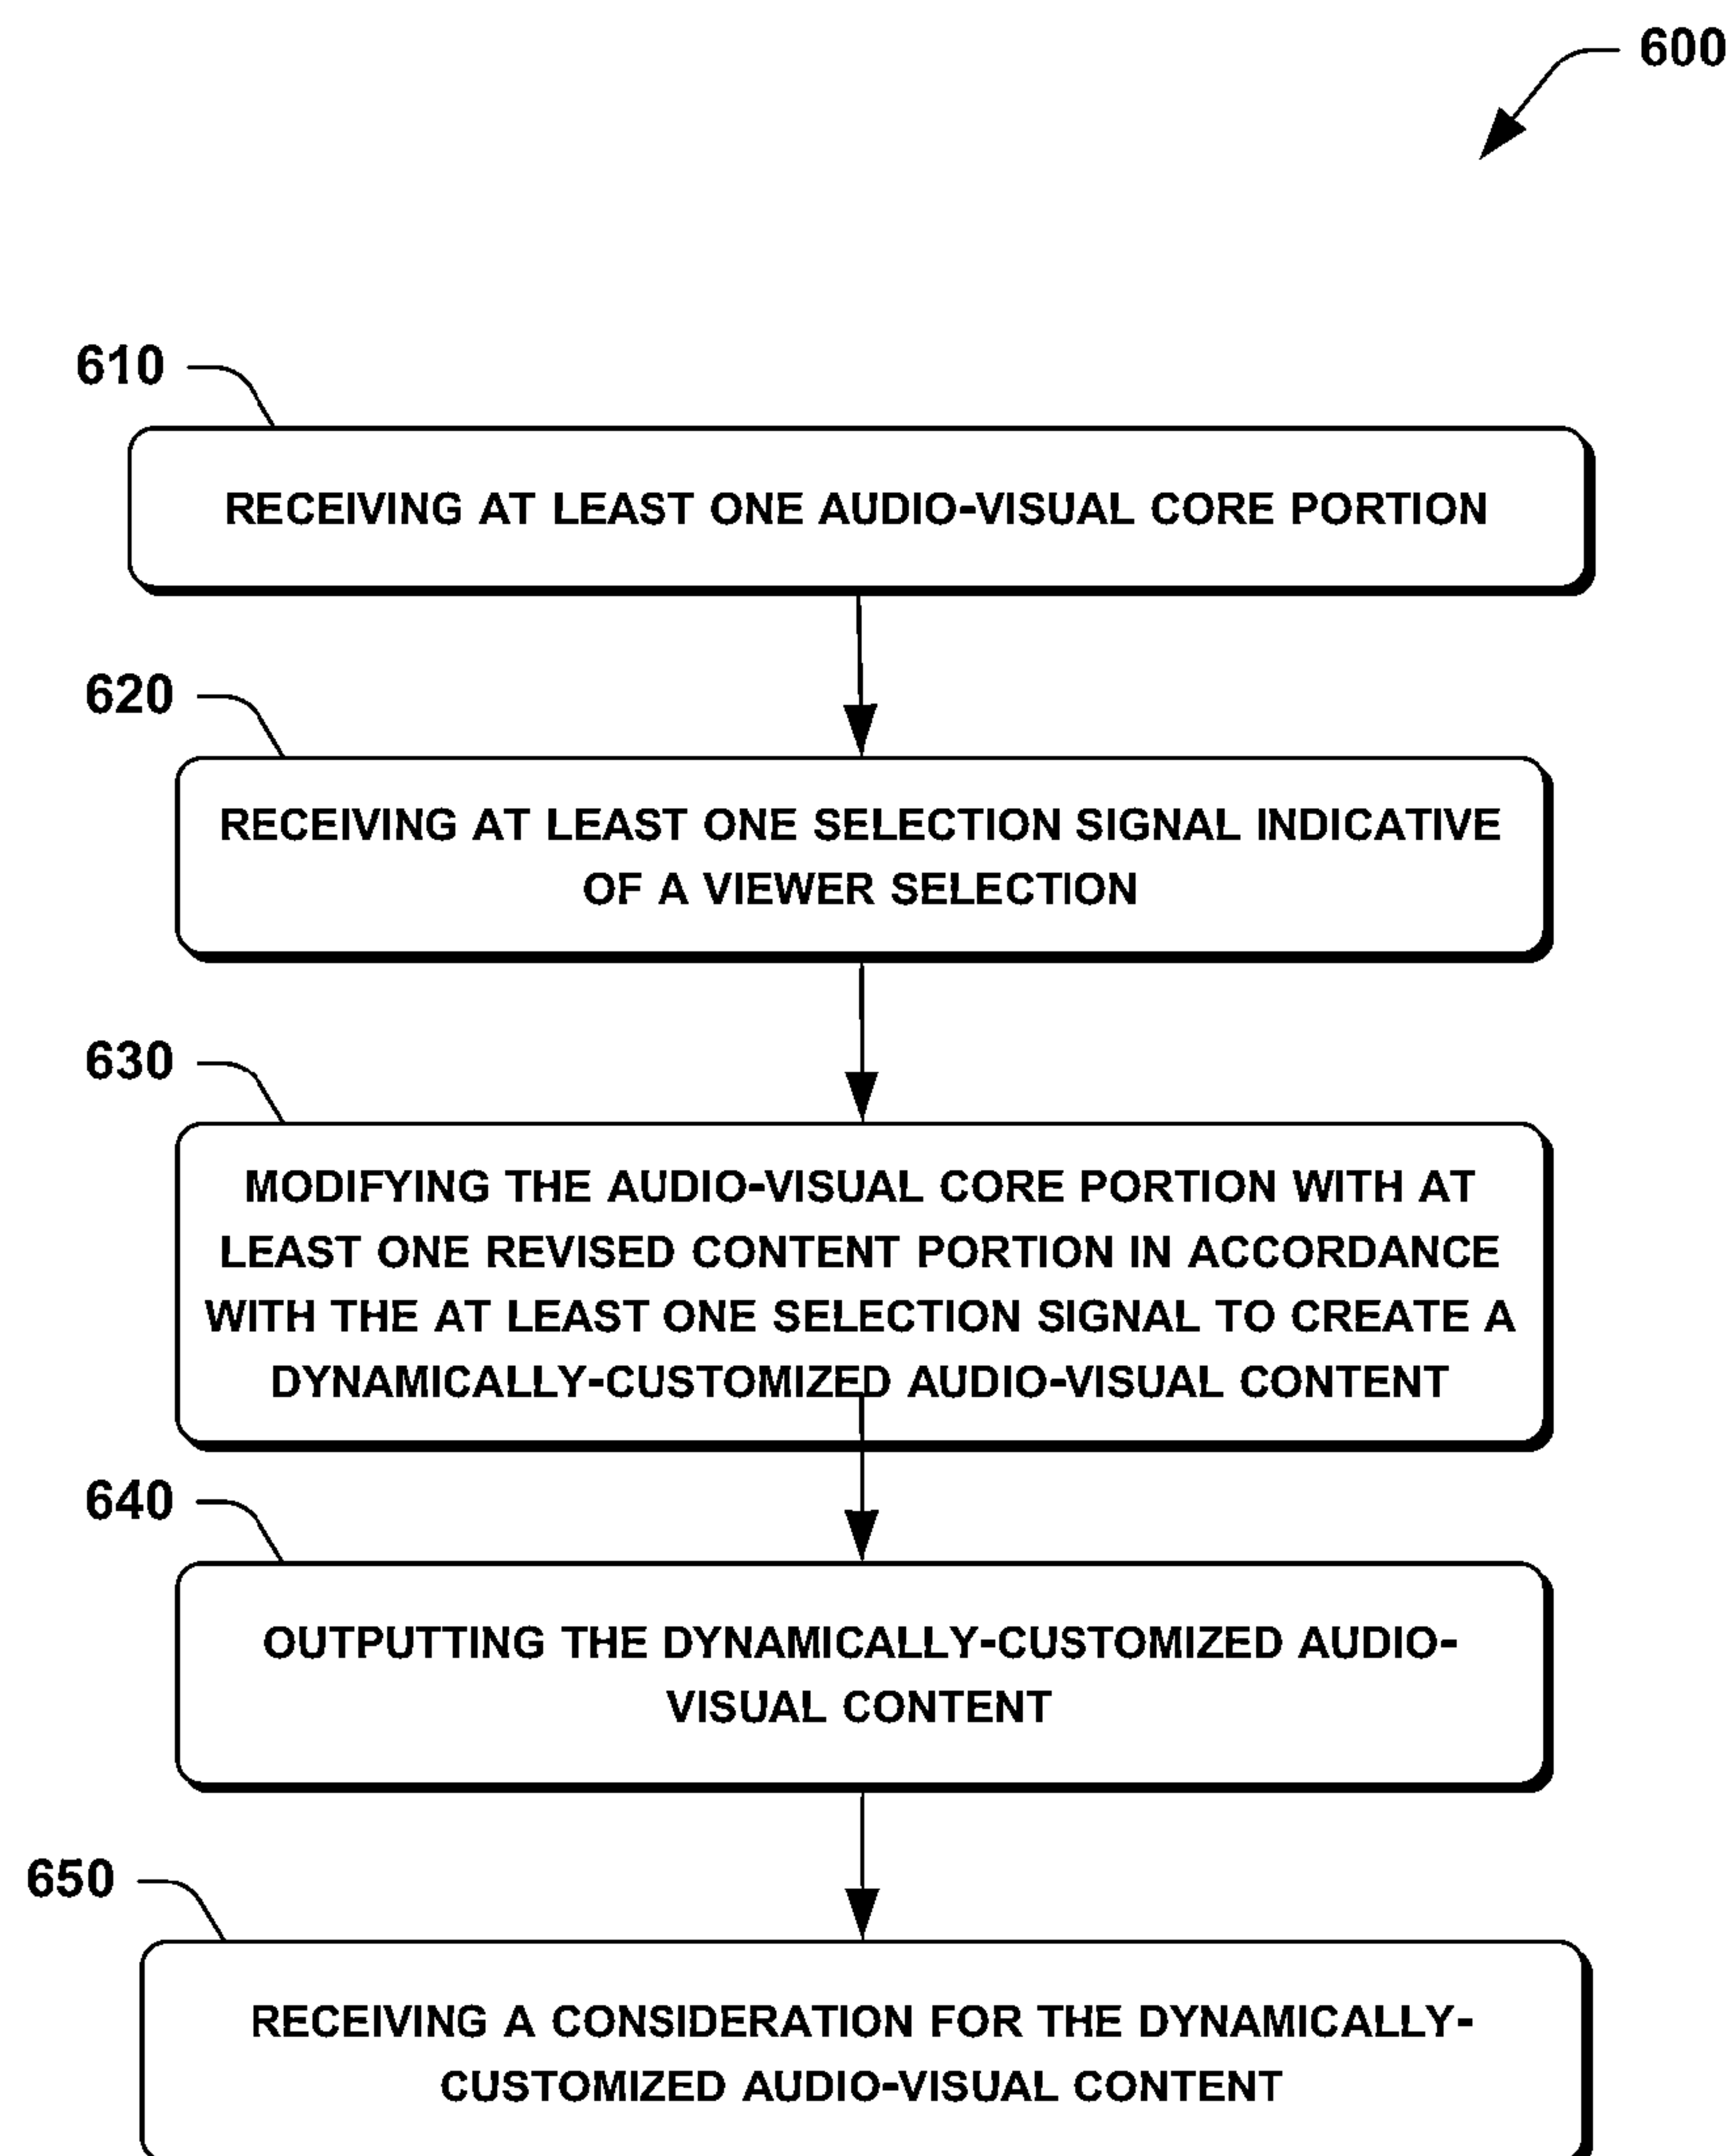 600
610
RECEIVING AT LEAST ONE AUDIO-VISUAL CORE PORTION
620
RECEIVING AT LEAST ONE SELECTION SIGNAL INDICATIVE
OF A VIEWER SELECTION
630
MODIFYING THE AUDIO-VISUAL CORE PORTION WITH AT
LEAST ONE REVISED CONTENT PORTION IN ACCORDANCE
WITH THE AT LEAST ONE SELECTION SIGNAL TO CREATE A
DYNAMICALLY-CUSTOMIZED AUDIO-VISUAL CONTENT
640
OUTPUTTING THE DYNAMICALLY-CUSTOMIZED AUDIO-
VISUAL CONTENT
650
RECEIVING A CONSIDERATION FOR THE DYNAMICALLY-
CUSTOMIZED AUDIO-VISUAL CONTENT